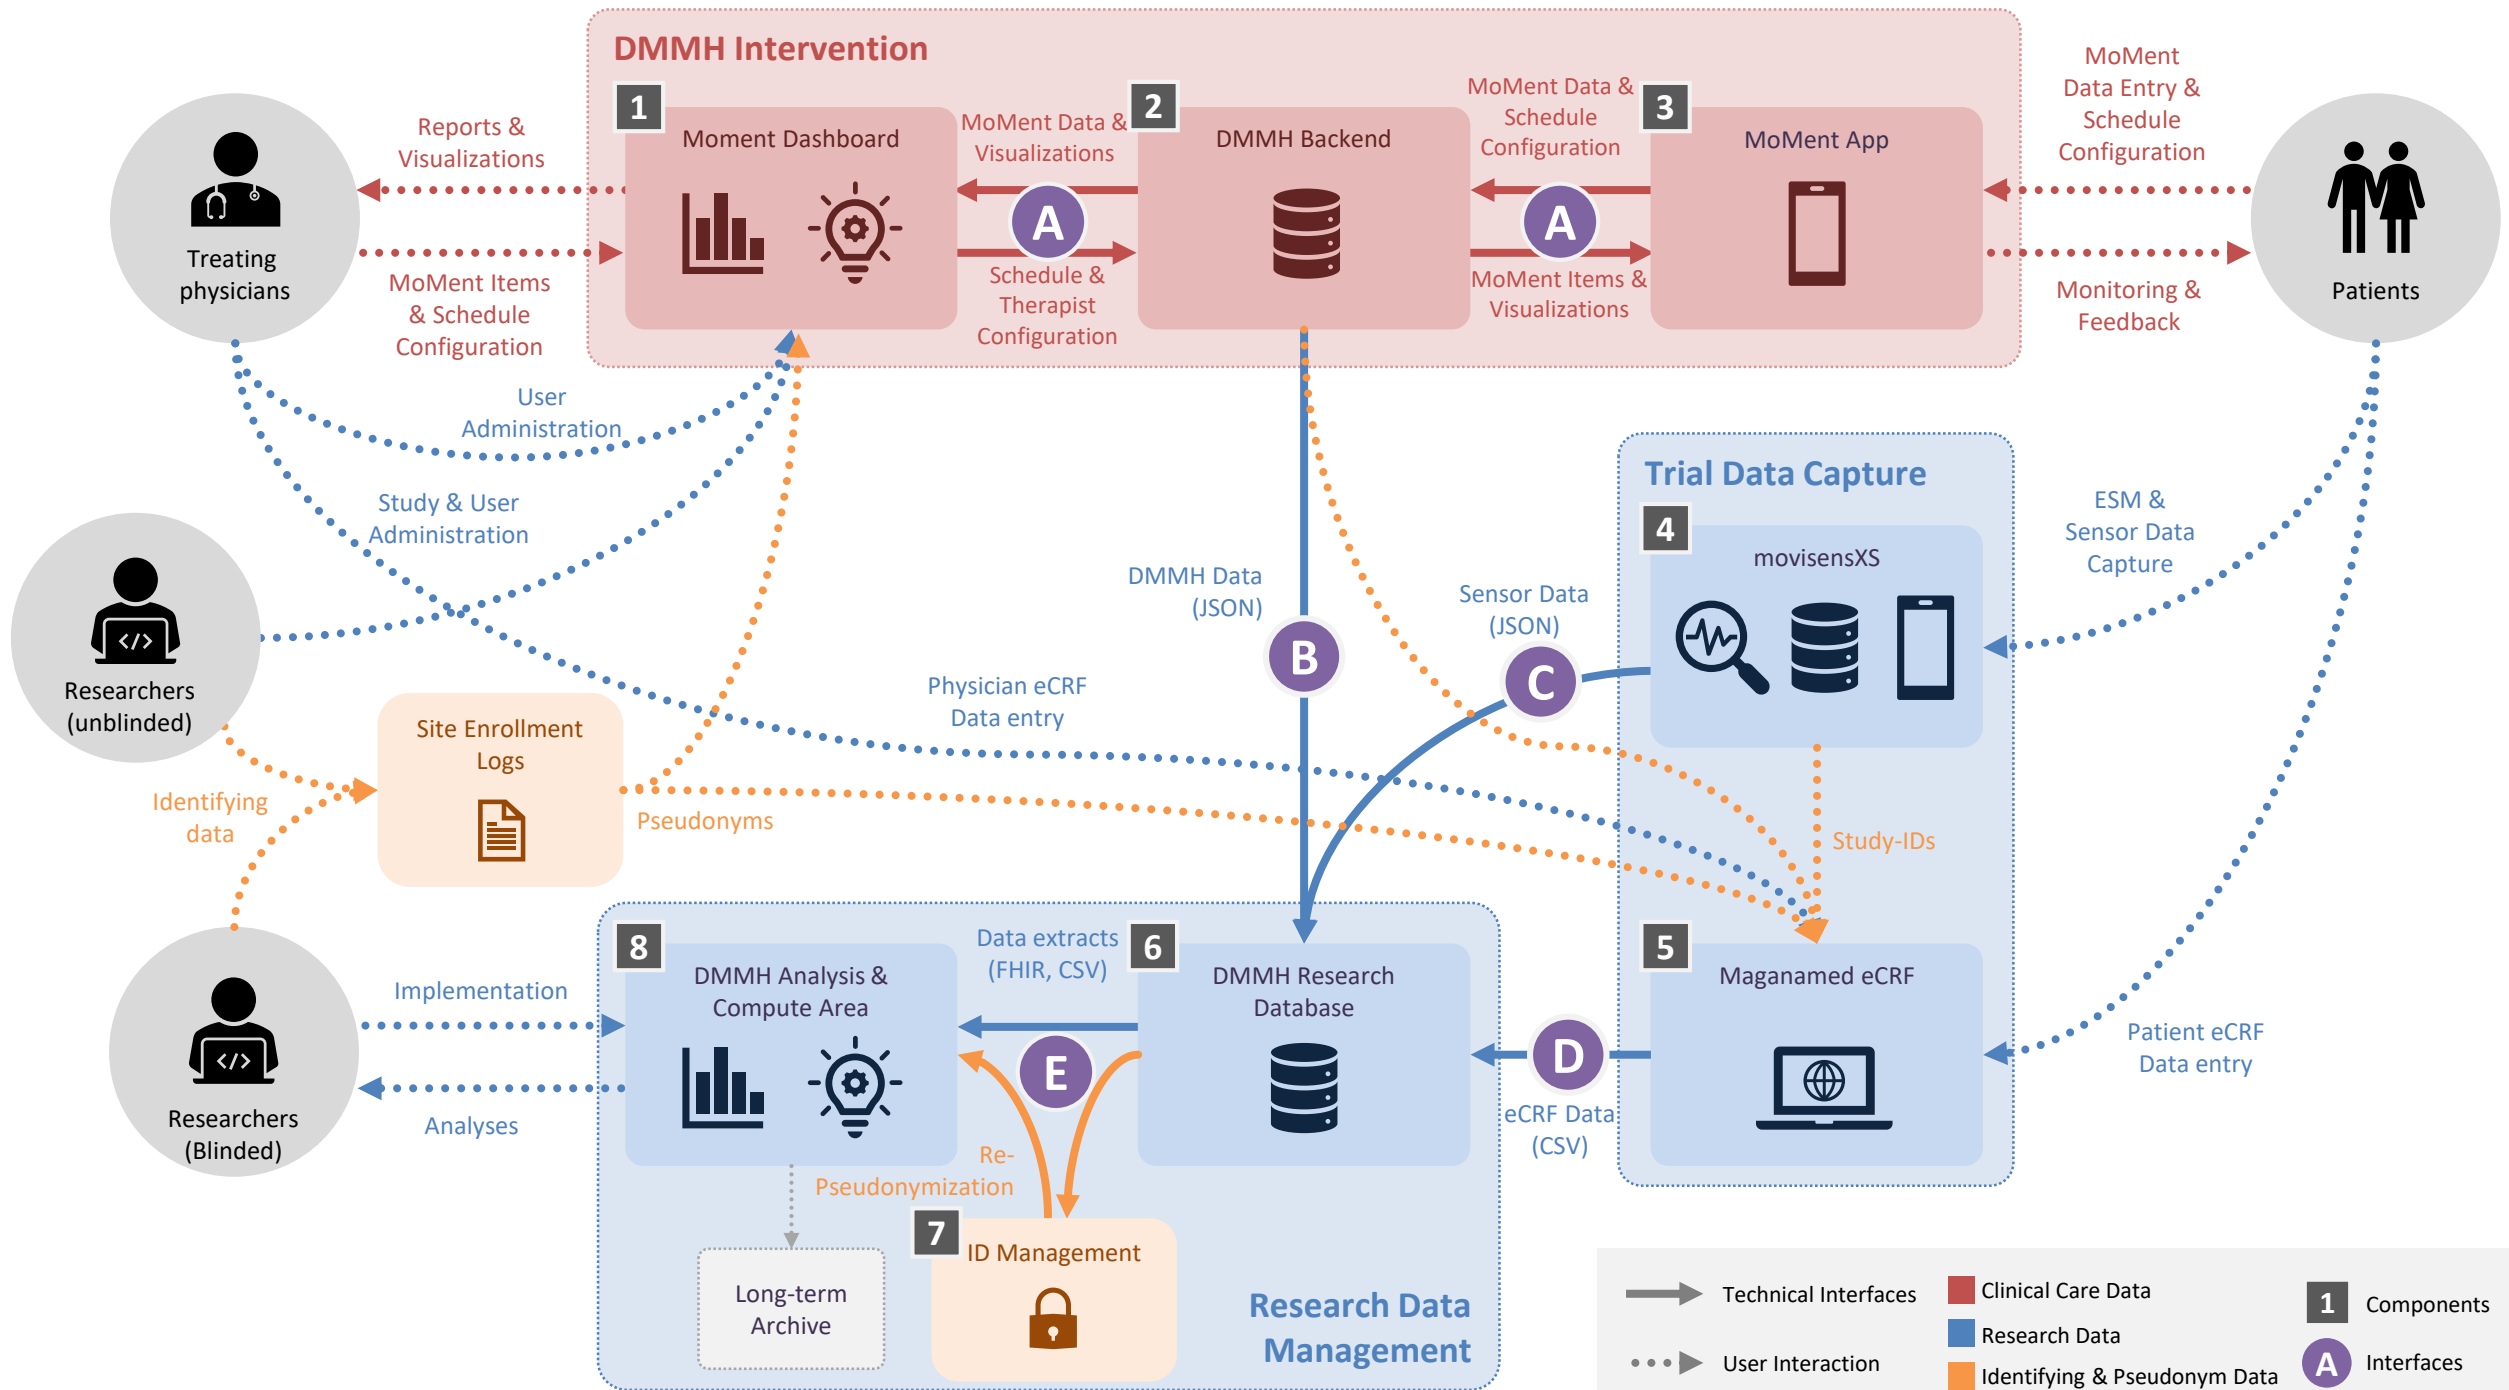 DMMH Intervention
1
Moment Dashboard
MoMent Data &
Visualizations
A
Schedule &
Therapist
Configuration
2
DMMH Backend
MoMent Data &
Schedule
Configuration
A
MoMent Items &
Visualizations
3
MoMent App
MoMent
Data Entry &
Schedule
Configuration
Monitoring &
Feedback
Patients
Reports &
Visualizations
Treating
physicians
MoMent Items
& Schedule
Configuration
User
Administration
Study & User
Administration
Researchers
(unblinded)
Physician eCRF
Data entry
Site Enrollment
Logs
Identifying
data
Pseudonyms
DMMH Data
(JSON)
B
Sensor Data
(JSON)
C
Trial Data Capture
4
movisensXS
ESM &
Sensor Data
Capture
Study-IDs
5
Maganamed eCRF
Patient eCRF
Data entry
D
eCRF Data
(CSV)
8
DMMH Analysis &
Compute Area
Data extracts
(FHIR, CSV)
6
DMMH Research
Database
E
Implementation
Analyses
Researchers
(Blinded)
Re-
Pseudonymization
7
ID Management
Long-term
Archive
Research Data
Management
Technical Interfaces
User Interaction
Clinical Care Data
Research Data
Identifying & Pseudonym Data
1
Components
A
Interfaces